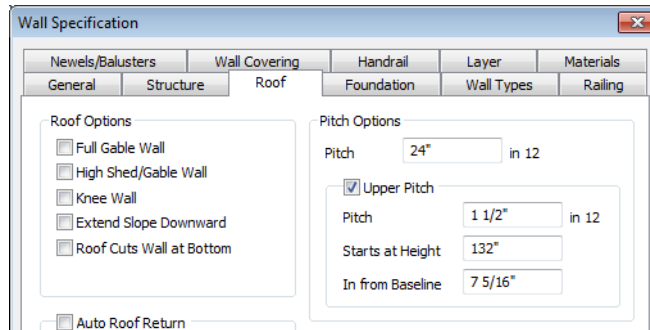 Wall Specification
Newels/Balusters Wall Covering Handrail Layer Materials
General Structure Roof Foundation Wall Types Railing
Roof Options
Full Gable Wall
High Shed/Gable Wall
Knee Wall
Extend Slope Downward
Roof Cuts Wall at Bottom
Auto Roof Return
Pitch Options
Pitch 24" in 12
Upper Pitch
Pitch 1 1/2" in 12
Starts at Height 132"
In from Baseline 7 5/16"